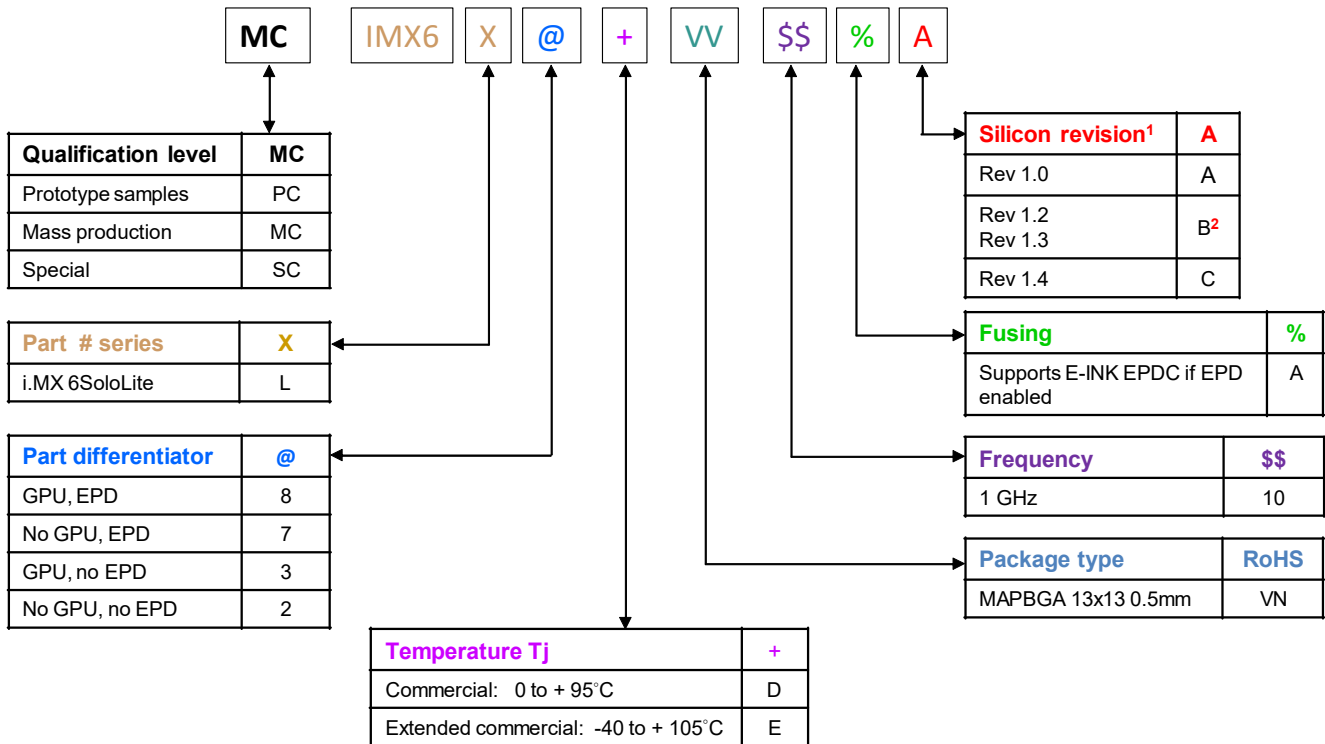 MC IMX6 X @ + VV $$ % A
Qualification level MC
Prototype samples PC
Mass production MC
Special SC
Part # series X
i.MX 6SoloLite L
Part differentiator @
GPU, EPD 8
No GPU, EPD 7
GPU, no EPD 3
No GPU, no EPD 2
Temperature Tj +
Commercial: 0 to + 95°C D
Extended commercial: -40 to + 105°C E
Silicon revision¹ A
Rev 1.0 A
Rev 1.2
Rev 1.3 B²
Rev 1.4 C
Fusing %
Supports E-INK EPDC if EPD A
enabled
Frequency $$
1 GHz 10
Package type RoHS
MAPBGA 13x13 0.5mm VN